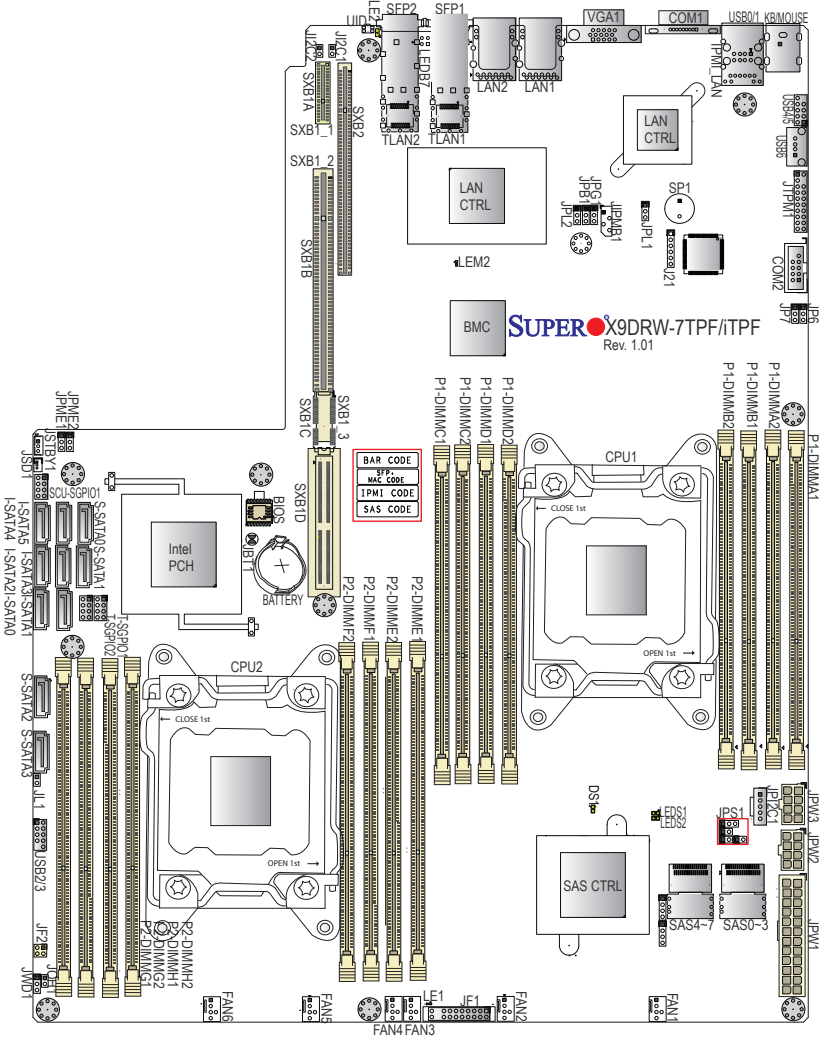 SFP2
SFP1
VGA1
COM1
USB0/1
KB/MOUSE
UID
LE2
JI2C2
JI2C1
LEDB7
LAN2
LAN1
IPMI_LAN
USB4/5
USB6
SXB1A
SXB1_1
SXB2
TLAN2
TLAN1
LAN
CTRL
SXB1_2
LAN
CTRL
SP1
JTPM1
JPG1
JPB1
JPL2
JIPMB1
JPL1
J21
COM2
SXB1B
LEM2
BMC
SUPER
X9DRW-7TPF/iTPF
Rev. 1.01
JP6
JP7
P1-DIMMC1
P1-DIMMC2
P1-DIMMD1
P1-DIMMD2
P1-DIMMB2
P1-DIMMB1
P1-DIMMA2
P1-DIMMA1
SXB1_3
SXB1C
JPME2
JPME1
JSTBY1
JSD1
BAR CODE
SFP+
MAC CODE
IPMI CODE
SAS CODE
CPU1
CLOSE 1st
OPEN 1st
SCU-SGPIO1
BIOS
SXB1D
I-SATA5
I-SATA4
S-SATA0
S-SATA1
I-SATA3
I-SATA2
I-SATA1
I-SATA0
Intel
PCH
JBT1
BATTERY
T-SGPIO1
T-SGPIO2
P2-DIMMF2
P2-DIMMF1
P2-DIMME2
P2-DIMME1
CPU2
CLOSE 1st
OPEN 1st
S-SATA2
S-SATA3
JL1
USB2/3
JF2
JOH1
JWD1
P2-DIMMH2
P2-DIMMH1
P2-DIMMG2
P2-DIMMG1
DS1
LEDS1
LEDS2
JPS1
JPI2C1
JPW3
JPW2
JPW1
SAS CTRL
SAS4~7
SAS0~3
FAN6
FAN5
FAN4
FAN3
LE1
JF1
FAN2
FAN1